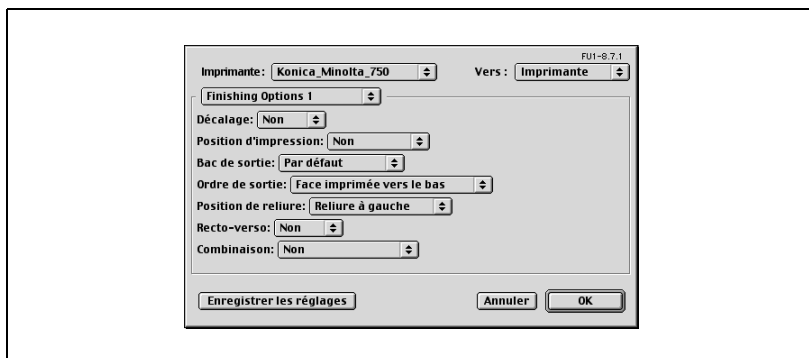 FU1-8.7.1
Imprimante: Konica_Minolta_750 Vers : Imprimante
Finishing Options 1
Décalage: Non
Position d'impression: Non
Bac de sortie: Par défaut
Ordre de sortie: Face imprimée vers le bas
Position de reliure: Reliure à gauche
Recto-verso: Non
Combinaison: Non
Enregistrer les réglages Annuler OK